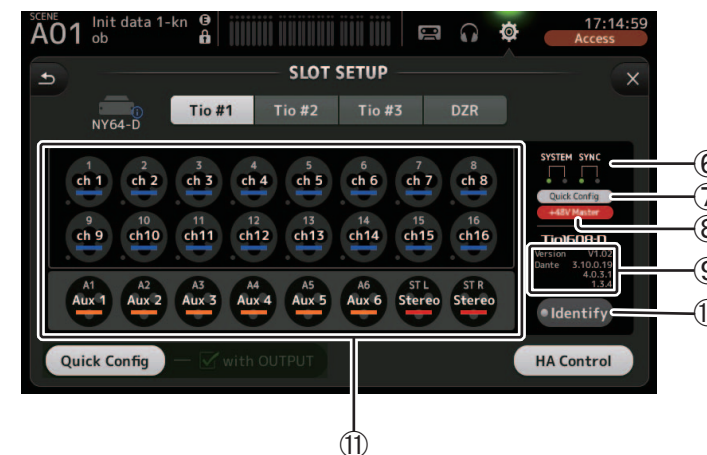 SCENE
A01
Init data 1-kn
ob
E
17:14:59
Access
SLOT SETUP
NY64-D
Tio #1 Tio #2 Tio #3 DZR
1 2 3 4 5 6 7 8
ch 1 ch 2 ch 3 ch 4 ch 5 ch 6 ch 7 ch 8
9 10 11 12 13 14 15 16
ch 9 ch10 ch11 ch12 ch13 ch14 ch15 ch16
A1 A2 A3 A4 A5 A6 ST L ST R
Aux 1 Aux 2 Aux 3 Aux 4 Aux 5 Aux 6 Stereo Stereo
SYSTEM SYNC
⑥
Quick Config
⑦
+48V Master
⑧
Tio1608-D
Version V1.02
Dante 3.10.0.19
4.0.3.1
1.3.4
⑨
Identify
Quick Config with OUTPUT HA Control
⑪